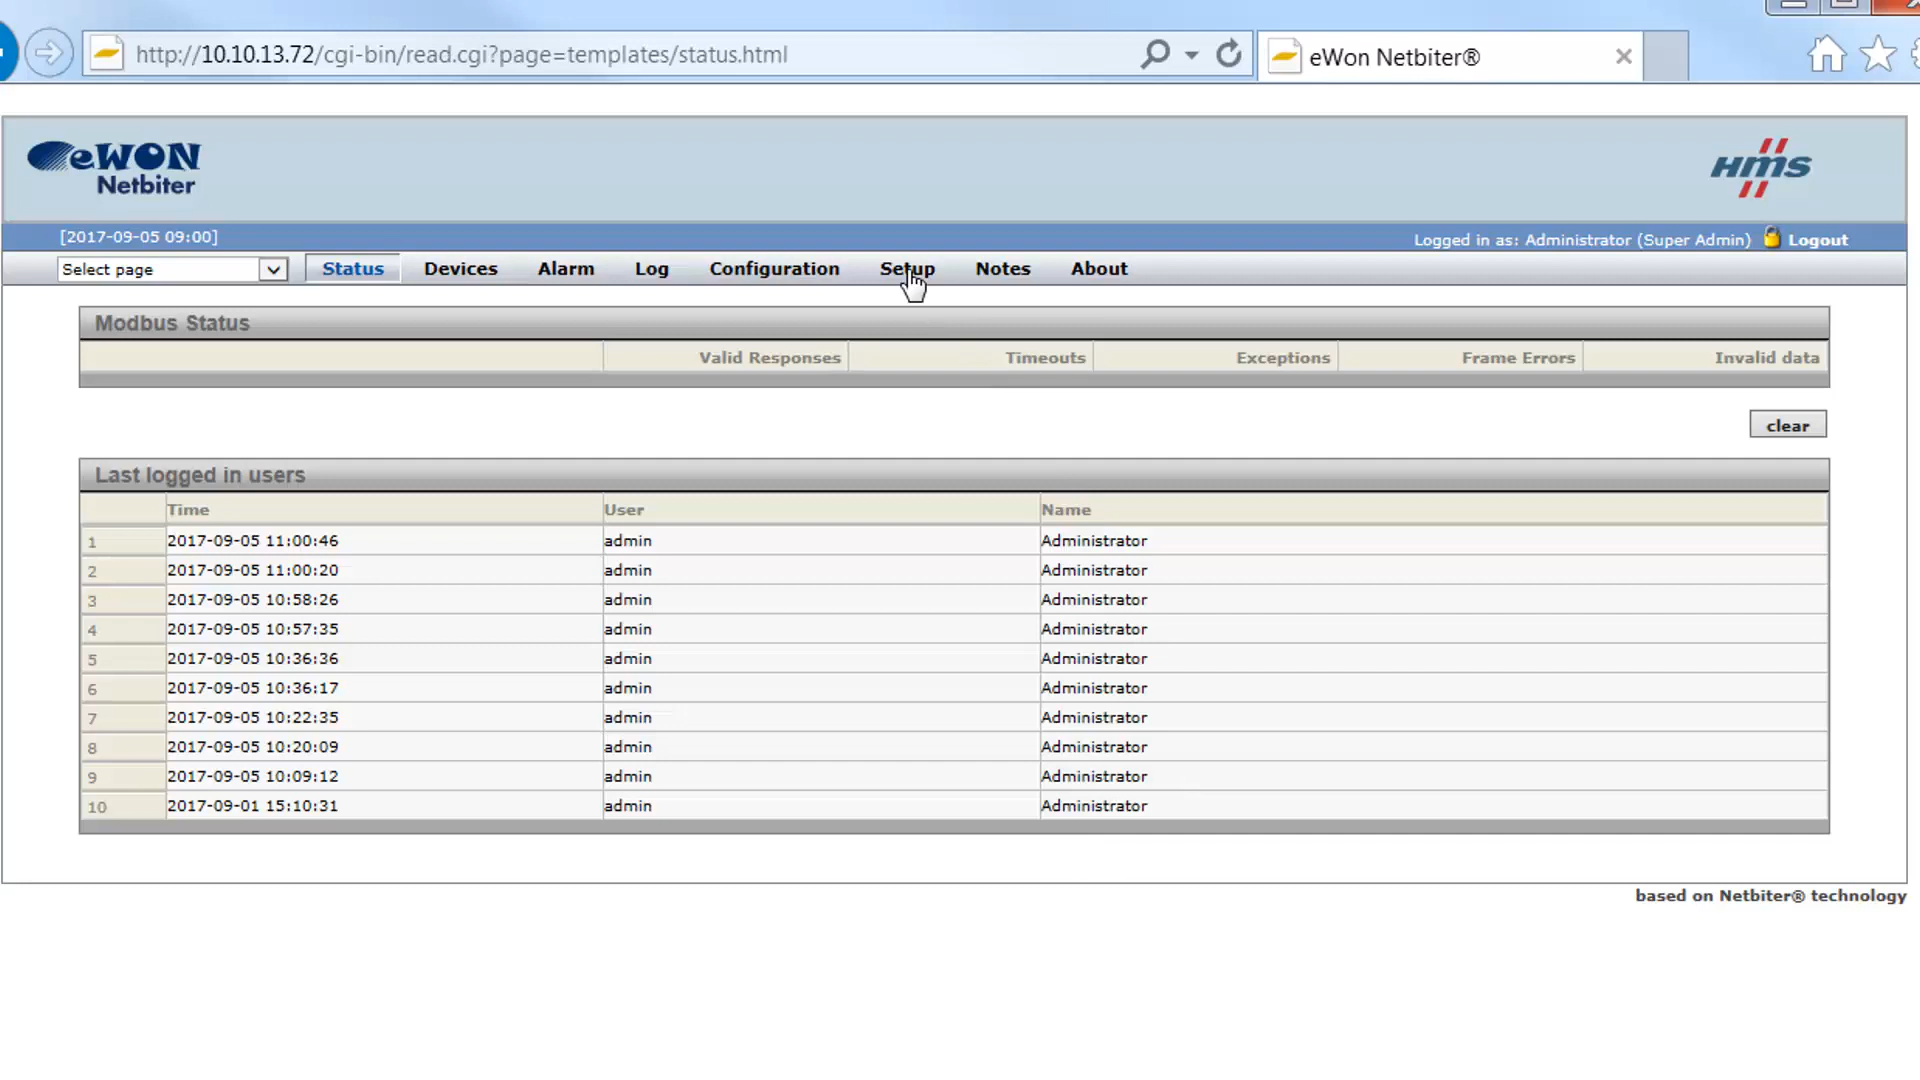 http://10.10.13.72/cgi-bin/read.cgi?page=templates/status.html
eWon Netbiter®
eWON
Netbiter
HMS
[2017-09-05 09:00]
Logged in as: Administrator (Super Admin) Logout
Select page Status Devices Alarm Log Configuration Setup Notes About
Modbus Status
Valid Responses Timeouts Exceptions Frame Errors Invalid data
clear
Last logged in users
Time User Name
1 2017-09-05 11:00:46 admin Administrator
2 2017-09-05 11:00:20 admin Administrator
3 2017-09-05 10:58:26 admin Administrator
4 2017-09-05 10:57:35 admin Administrator
5 2017-09-05 10:36:36 admin Administrator
6 2017-09-05 10:36:17 admin Administrator
7 2017-09-05 10:22:35 admin Administrator
8 2017-09-05 10:20:09 admin Administrator
9 2017-09-05 10:09:12 admin Administrator
10 2017-09-01 15:10:31 admin Administrator
based on Netbiter® technology